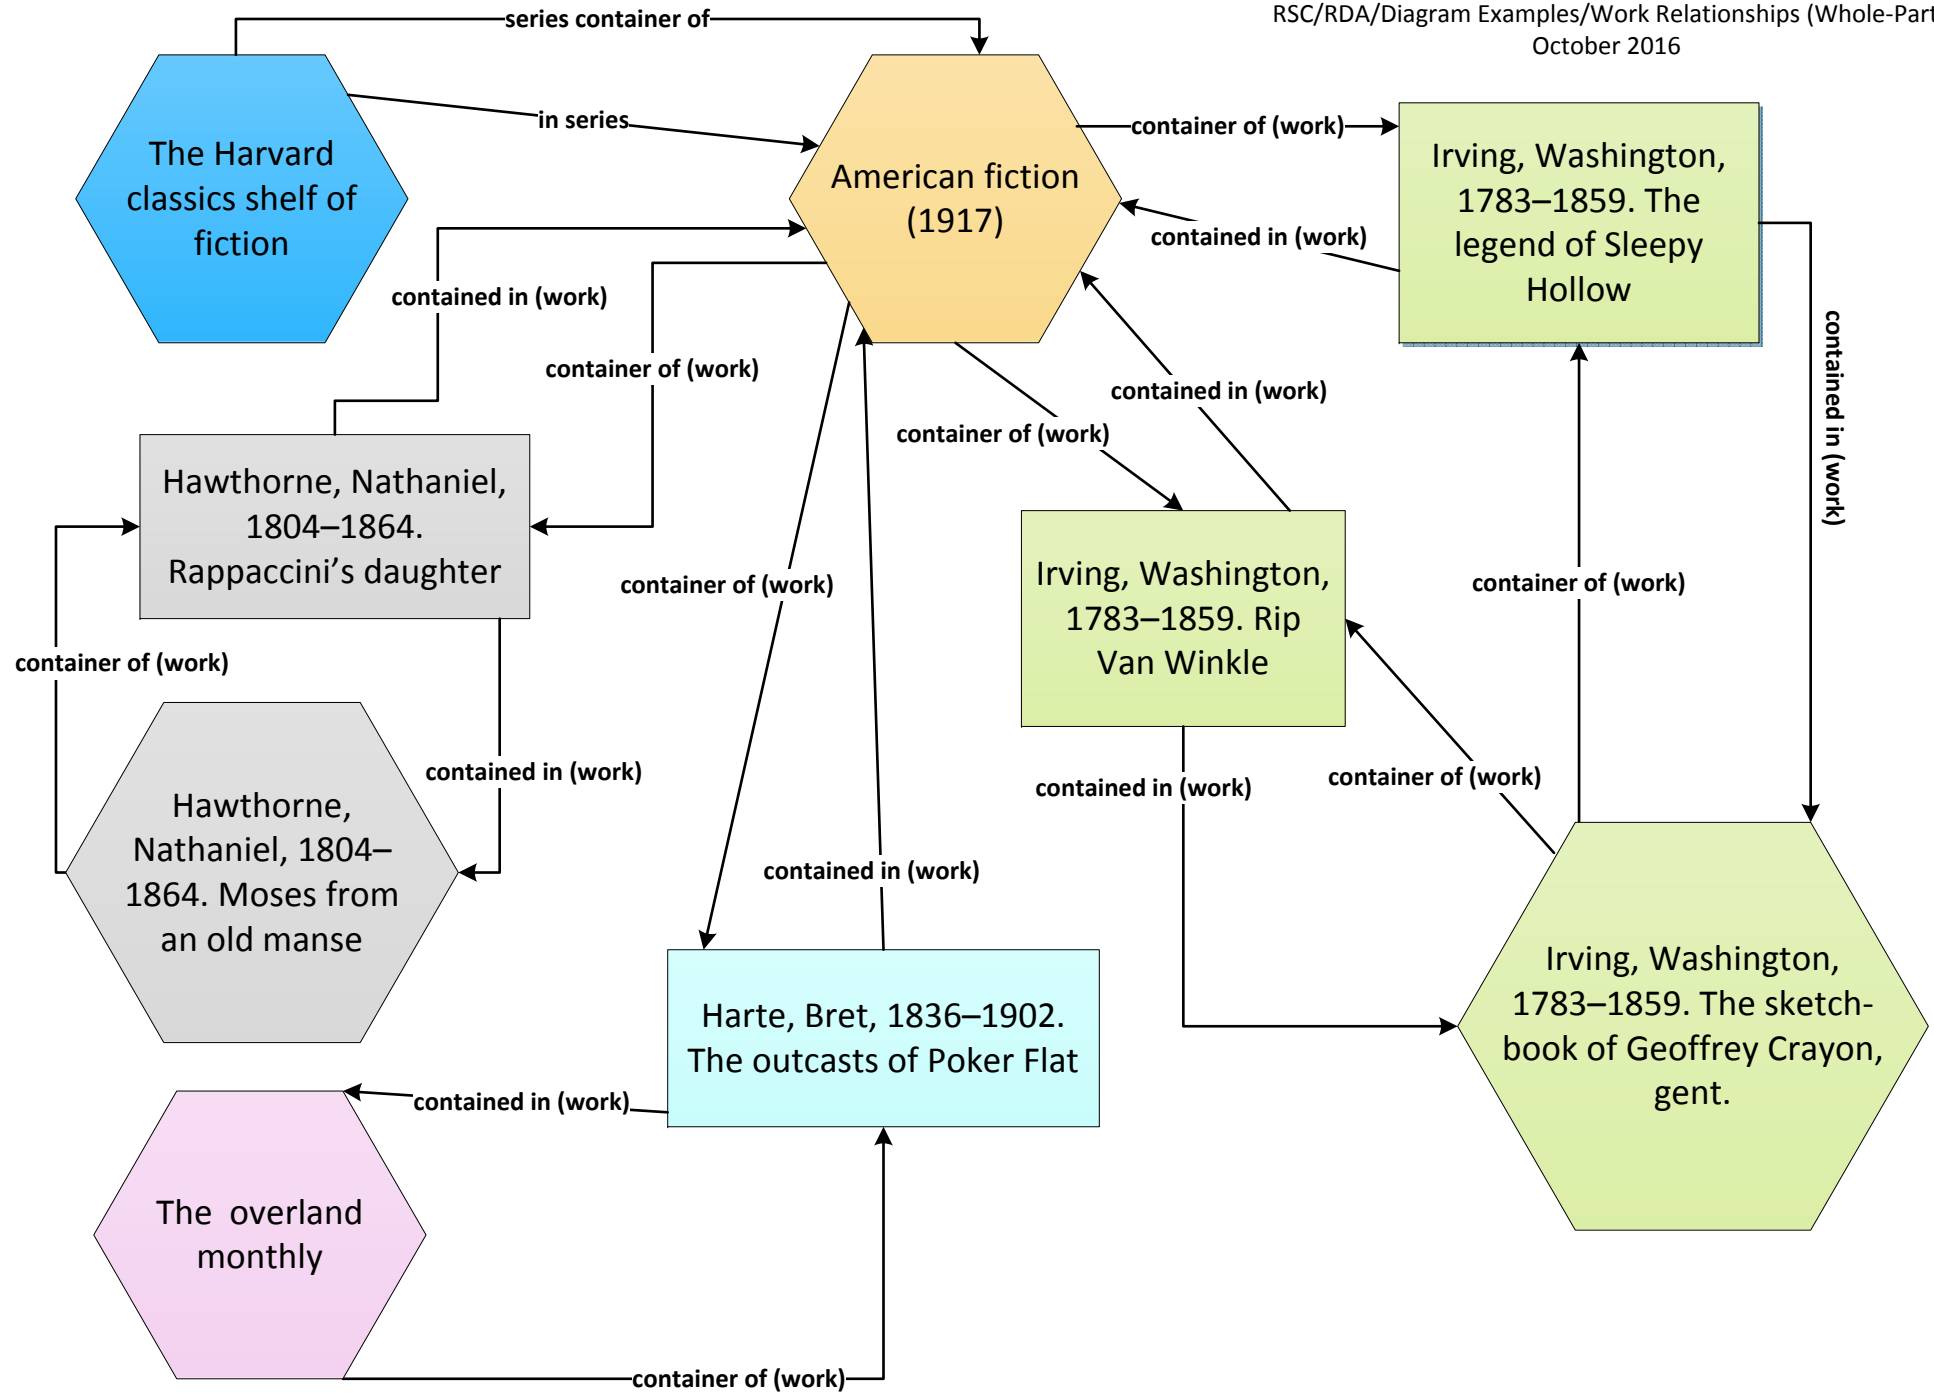 RSC/RDA/Diagram Examples/Work Relationships (Whole-Part
October 2016
series container of
The Harvard
classics shelf of
fiction
in series
American fiction
(1917)
container of (work)
contained in (work)
Irving, Washington,
1783–1859. The
legend of Sleepy
Hollow
contained in (work)
container of (work)
contained in (work)
container of (work)
contained in (work)
Hawthorne, Nathaniel,
1804–1864.
Rappaccini’s daughter
container of (work)
contained in (work)
container of (work)
Irving, Washington,
1783–1859. Rip
Van Winkle
container of (work)
contained in (work)
container of (work)
contained in (work)
Hawthorne,
Nathaniel, 1804–
1864. Moses from
an old manse
contained in (work)
Harte, Bret, 1836–1902.
The outcasts of Poker Flat
Irving, Washington,
1783–1859. The sketch-
book of Geoffrey Crayon,
gent.
contained in (work)
The overland
monthly
container of (work)